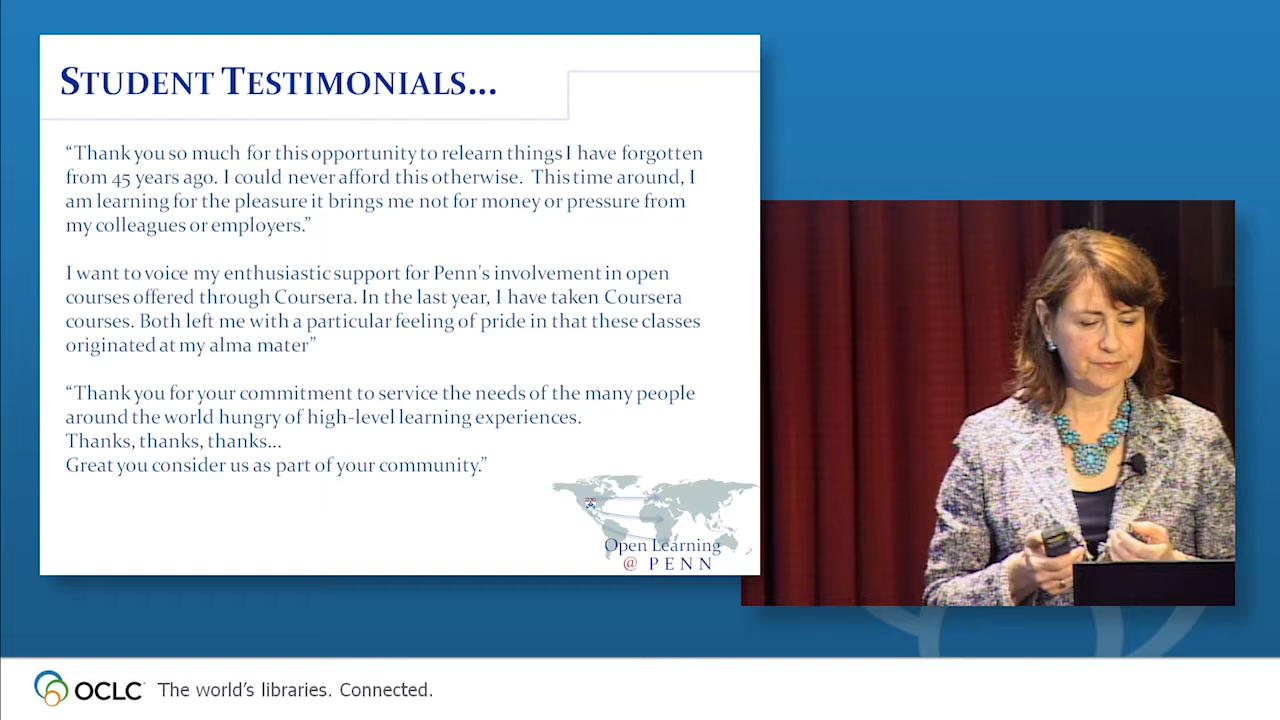 STUDENT TESTIMONIALS...
“Thank you so much for this opportunity to relearn things I have forgotten
from 45 years ago. I could never afford this otherwise. This time around, I
am learning for the pleasure it brings me not for money or pressure from
my colleagues or employers.”
I want to voice my enthusiastic support for Penn's involvement in open
courses offered through Coursera. In the last year, I have taken Coursera
courses. Both left me with a particular feeling of pride in that these classes
originated at my alma mater”
“Thank you for your commitment to service the needs of the many people
around the world hungry of high-level learning experiences.
Thanks, thanks, thanks...
Great you consider us as part of your community.”
Open Learning
@ PENN
OCLC The world’s libraries. Connected.